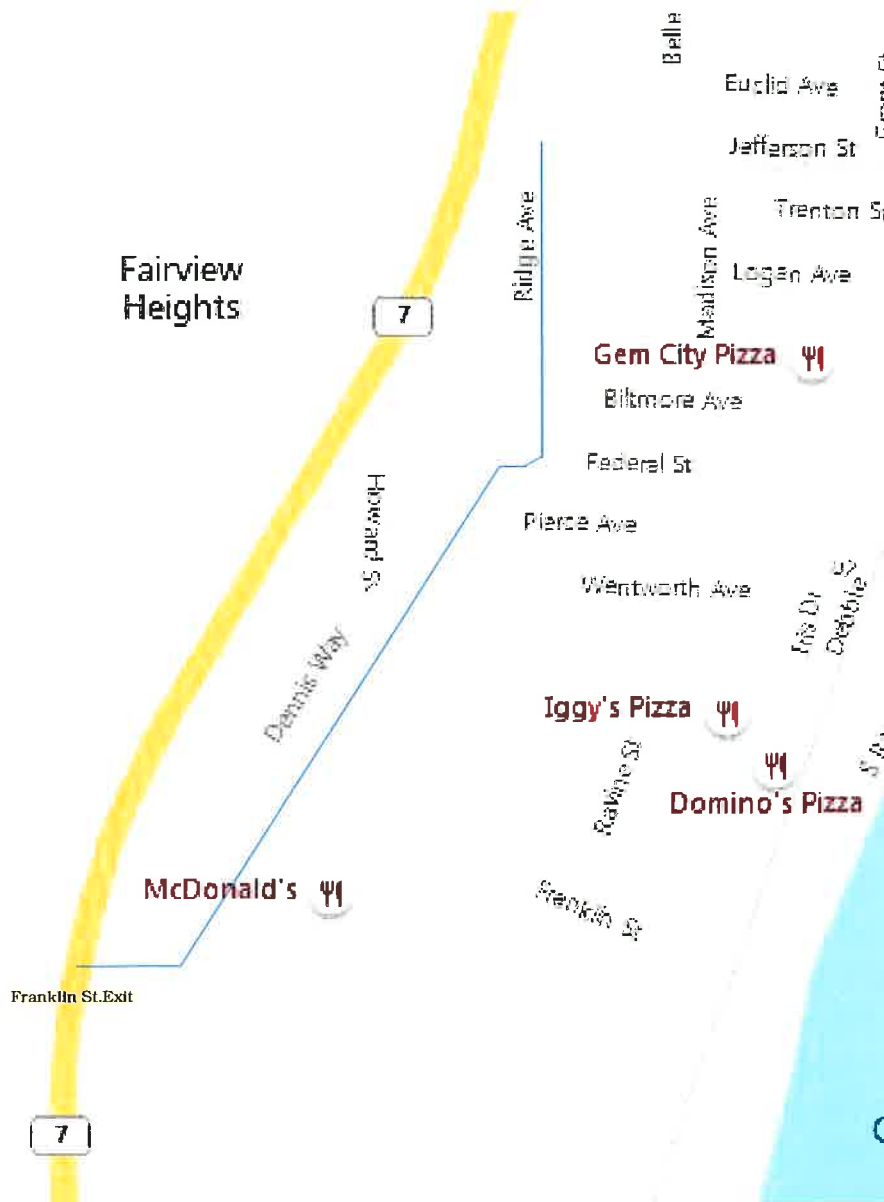 Belle
Euclid Ave
Jefferson St
Trenton
Ridge Ave
Madison Ave
Logan Ave
Fairview
Heights
7
Gem City Pizza
Biltmore Ave
Federal St
Howard St
Pierce Ave
Wentworth Ave
Iris Dr
Debbie
Dennis Way
Iggy's Pizza
Ravine St
Domino's Pizza
McDonald's
Franklin St
Franklin St.Exit
7